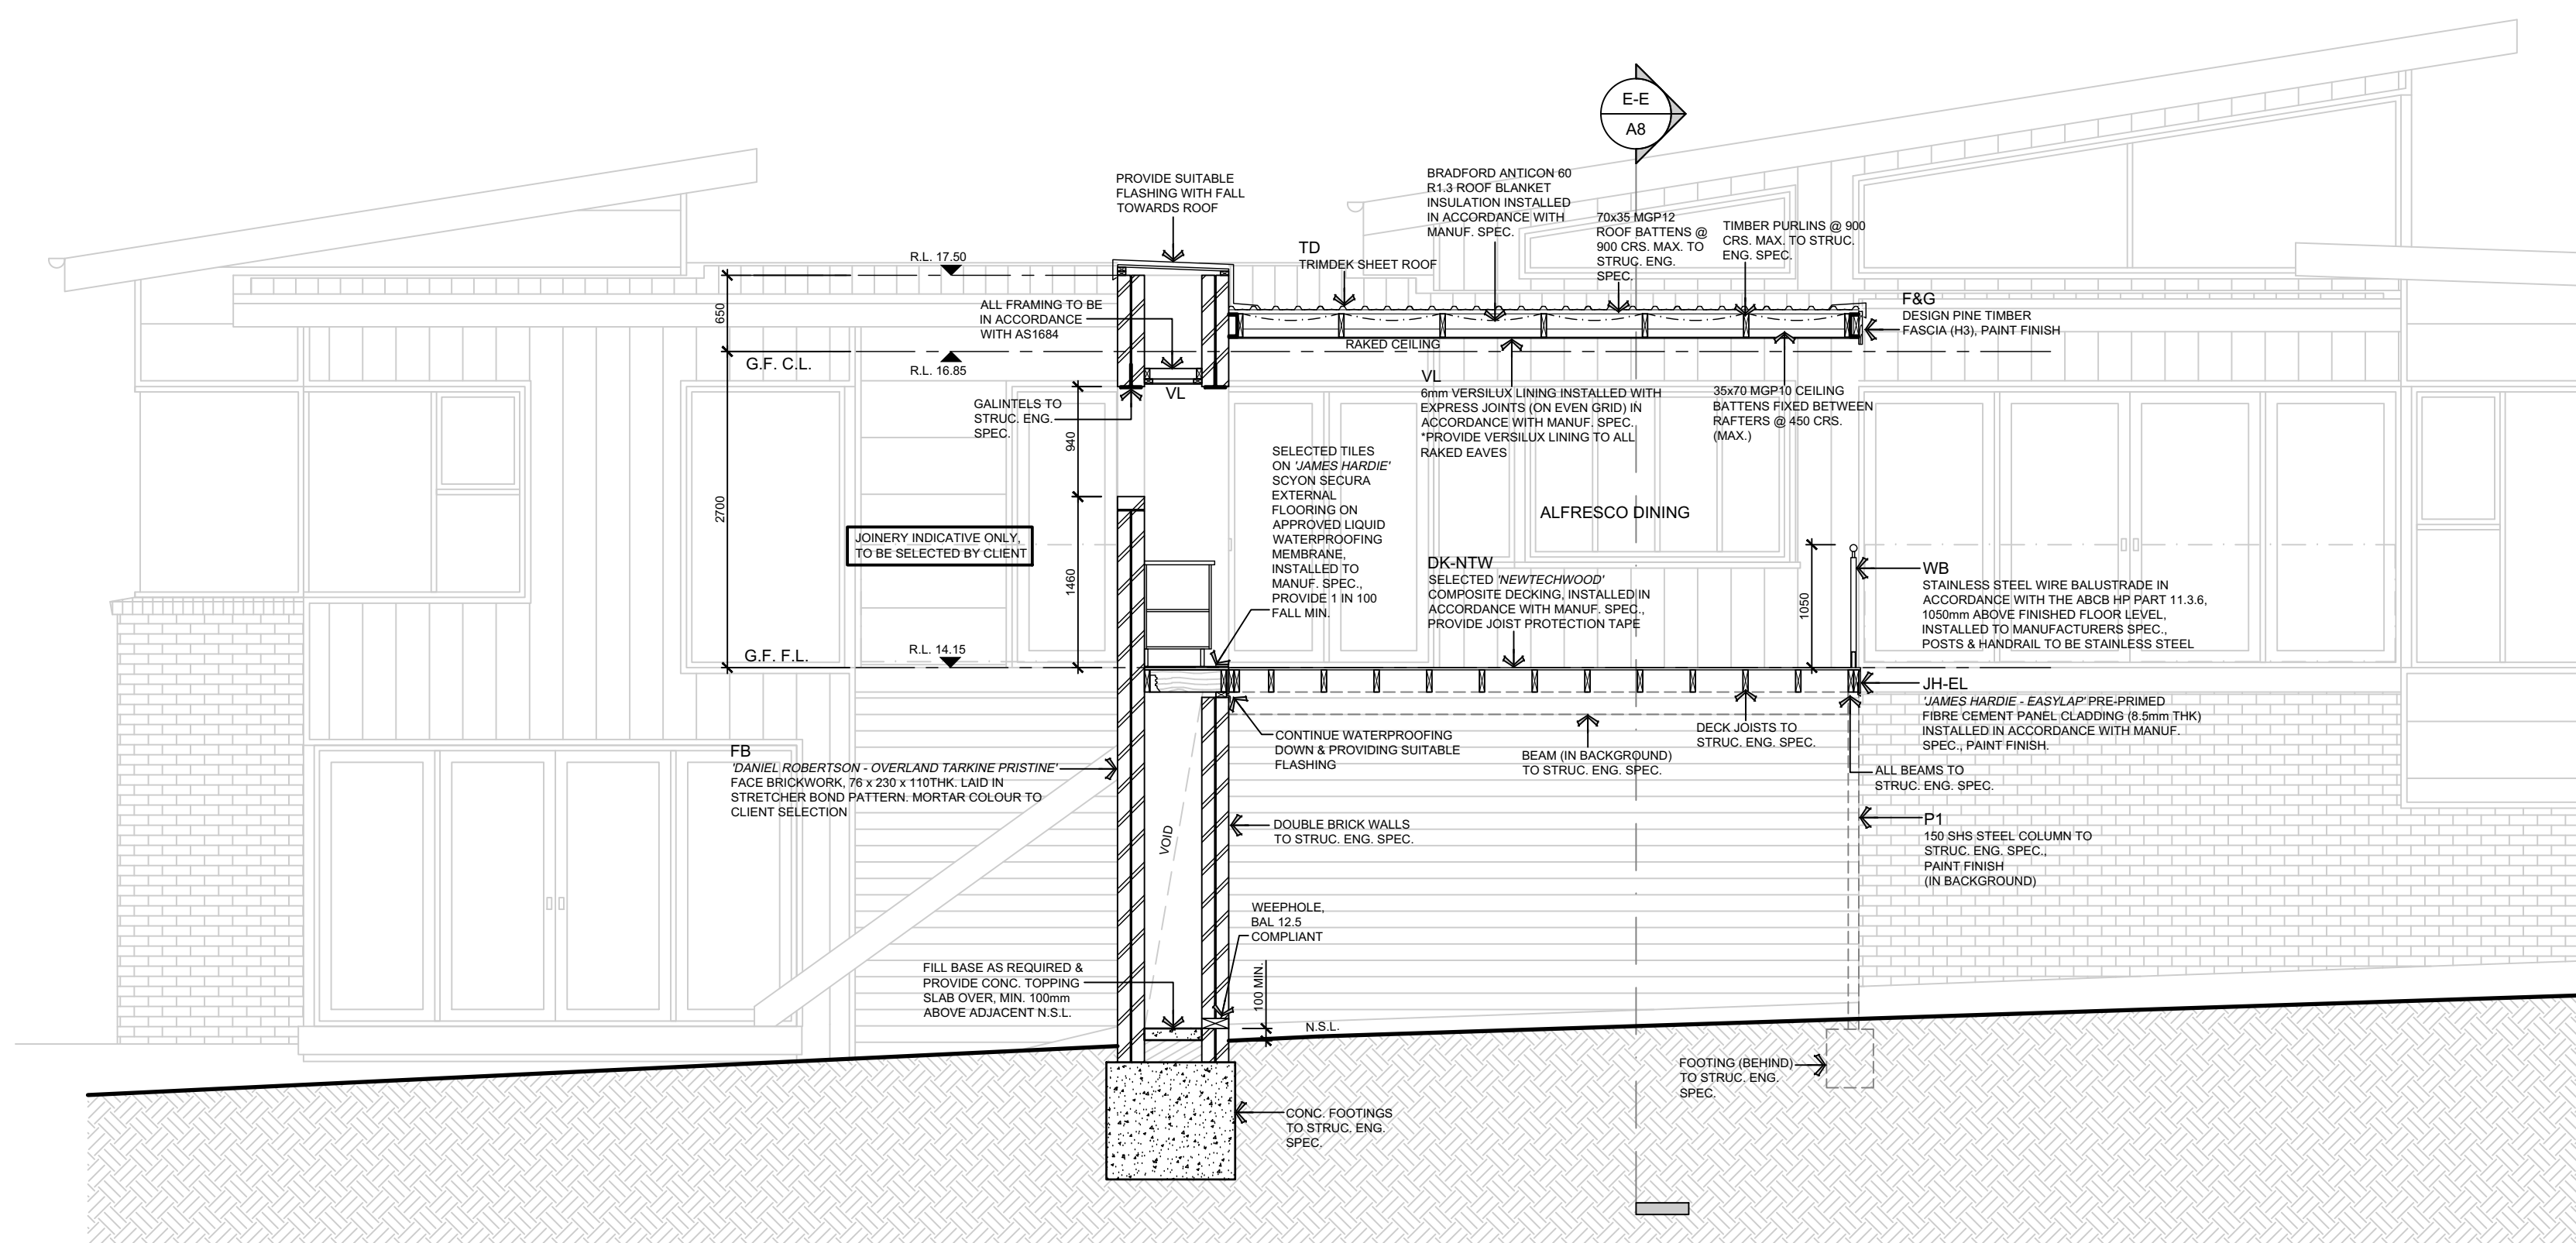 E-E
A8
PROVIDE SUITABLE
FLASHING WITH FALL
TOWARDS ROOF
BRADFORD ANTICON 60
R1.3 ROOF BLANKET
INSULATION INSTALLED
IN ACCORDANCE WITH
MANUF. SPEC.
70x35 MGP12
ROOF BATTENS @
900 CRS. MAX. TO
STRUC. ENG.
SPEC.
TIMBER PURLINS @ 900
CRS. MAX. TO STRUC.
ENG. SPEC.
TD
TRIMDEK SHEET ROOF
R.L. 17.50
650
ALL FRAMING TO BE
IN ACCORDANCE
WITH AS1684
F&G
DESIGN PINE TIMBER
FASCIA (H3), PAINT FINISH
RAKED CEILING
G.F. C.L.
R.L. 16.85
VL
GALINTELS TO
STRUC. ENG.
SPEC.
VL
6mm VERSILUX LINING INSTALLED WITH
EXPRESS JOINTS (ON EVEN GRID) IN
ACCORDANCE WITH MANUF. SPEC.
*PROVIDE VERSILUX LINING TO ALL
RAKED EAVES
35x70 MGP10 CEILING
BATTENS FIXED BETWEEN
RAFTERS @ 450 CRS.
(MAX.)
940
2700
SELECTED TILES
ON 'JAMES HARDIE'
SCYON SECURA
EXTERNAL
FLOORING ON
APPROVED LIQUID
WATERPROOFING
MEMBRANE,
INSTALLED TO
MANUF. SPEC.,
PROVIDE 1 IN 100
FALL MIN.
ALFRESCO DINING
JOINERY INDICATIVE ONLY,
TO BE SELECTED BY CLIENT
1460
DK-NTW
SELECTED 'NEWTECHWOOD'
COMPOSITE DECKING, INSTALLED IN
ACCORDANCE WITH MANUF. SPEC.,
PROVIDE JOIST PROTECTION TAPE
1050
WB
STAINLESS STEEL WIRE BALUSTRADE IN
ACCORDANCE WITH THE ABCB HP PART 11.3.6,
1050mm ABOVE FINISHED FLOOR LEVEL,
INSTALLED TO MANUFACTURERS SPEC.,
POSTS & HANDRAIL TO BE STAINLESS STEEL
G.F. F.L.
R.L. 14.15
JH-EL
'JAMES HARDIE - EASYLAP' PRE-PRIMED
FIBRE CEMENT PANEL CLADDING (8.5mm THK)
INSTALLED IN ACCORDANCE WITH MANUF.
SPEC., PAINT FINISH.
CONTINUE WATERPROOFING
DOWN & PROVIDING SUITABLE
FLASHING
BEAM (IN BACKGROUND)
TO STRUC. ENG. SPEC.
DECK JOISTS TO
STRUC. ENG. SPEC.
ALL BEAMS TO
STRUC. ENG. SPEC.
FB
'DANIEL ROBERTSON - OVERLAND TARKINE PRISTINE'
FACE BRICKWORK, 76 x 230 x 110THK. LAID IN
STRETCHER BOND PATTERN. MORTAR COLOUR TO
CLIENT SELECTION
VOID
DOUBLE BRICK WALLS
TO STRUC. ENG. SPEC.
P1
150 SHS STEEL COLUMN TO
STRUC. ENG. SPEC.,
PAINT FINISH
(IN BACKGROUND)
WEEPHOLE,
BAL 12.5
COMPLIANT
FILL BASE AS REQUIRED &
PROVIDE CONC. TOPPING
SLAB OVER, MIN. 100mm
ABOVE ADJACENT N.S.L.
100 MIN.
N.S.L.
FOOTING (BEHIND)
TO STRUC. ENG.
SPEC.
CONC. FOOTINGS
TO STRUC. ENG.
SPEC.